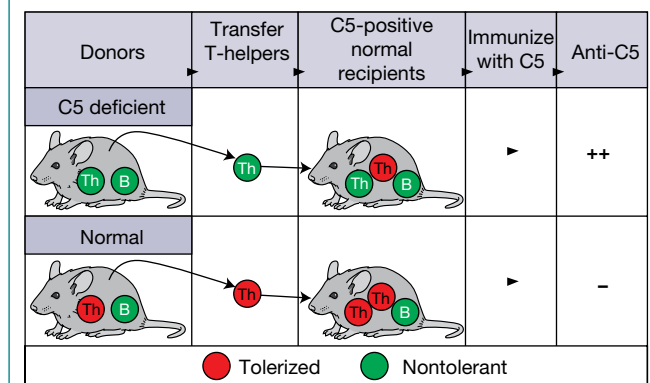 Donors
Transfer
T-helpers
C5-positive
normal
recipients
Immunize
with C5
Anti-C5
C5 deficient
Th
B
Th
Th
Th
B
++
Normal
Th
B
Th
Th
Th
B
–
Tolerized
Nontolerant